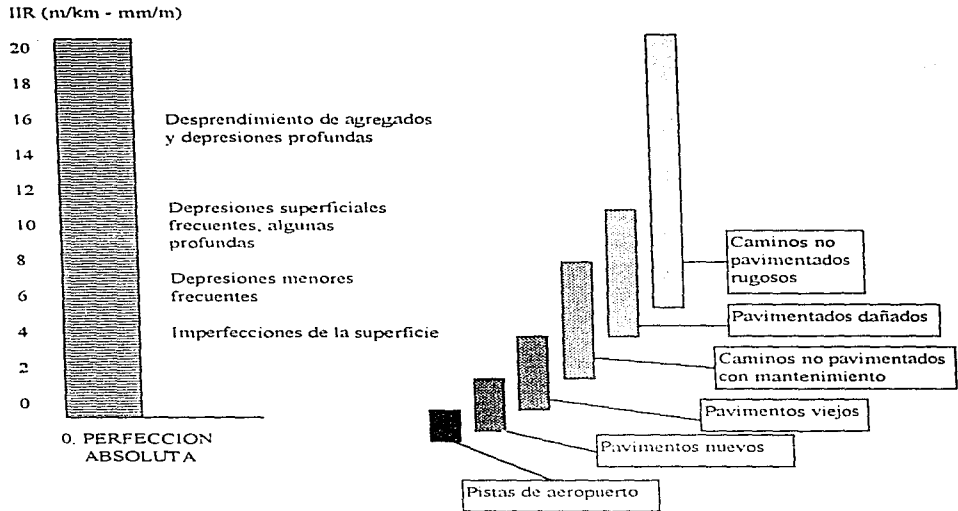 IIR (m/km - mm/m)
20
18
16
14
12
10
8
6
4
2
0
Desprendimiento de agregados
y depresiones profundas
Depresiones superficiales
frecuentes, algunas
profundas
Depresiones menores
frecuentes
Imperfecciones de la superficie
0. PERFECCION
ABSOLUTA
Caminos no
pavimentados
rugosos
Pavimentados dañados
Caminos no pavimentados
con mantenimiento
Pavimentos viejos
Pavimentos nuevos
Pistas de aeropuerto